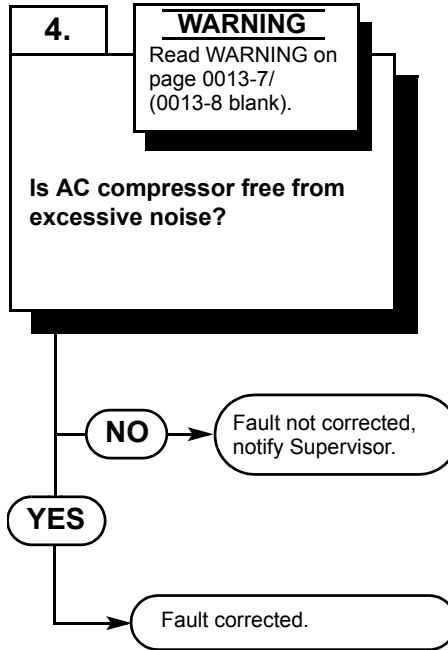 4.
WARNING
Read WARNING on
page 0013-7/
(0013-8 blank).
Is AC compressor free from
excessive noise?
NO
Fault not corrected,
notify Supervisor.
YES
Fault corrected.